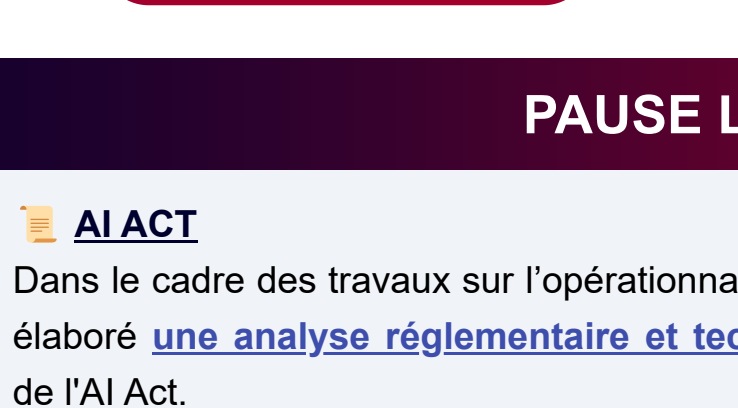 PAUSE L
AI ACT
Dans le cadre des travaux sur l’opérationna
élaboré une analyse réglementaire et tec
de l'AI Act.